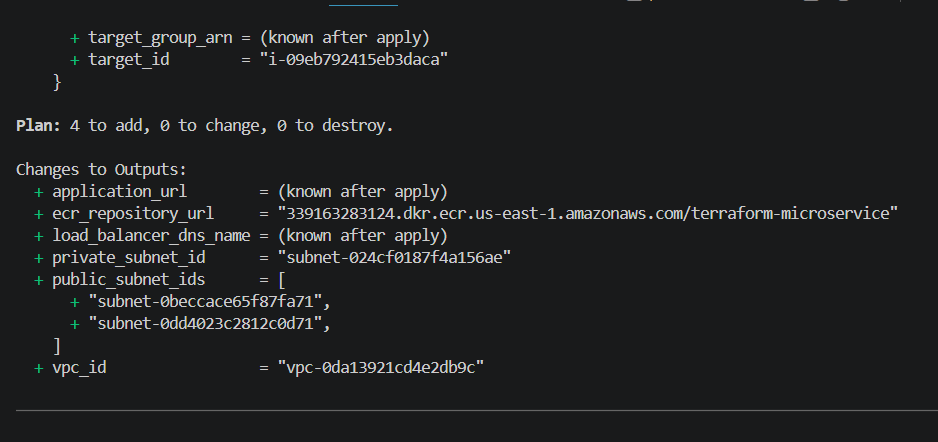 + target_group_arn = (known after apply)
+ target_id = "i-09eb792415eb3daca"
}
Plan: 4 to add, 0 to change, 0 to destroy.
Changes to Outputs:
+ application_url = (known after apply)
+ ecr_repository_url = "339163283124.dkr.ecr.us-east-1.amazonaws.com/terraform-microservice"
+ load_balancer_dns_name = (known after apply)
+ private_subnet_id = "subnet-024cf0187f4a156ae"
+ public_subnet_ids = [
+ "subnet-0beccace65f87fa71",
+ "subnet-0dd4023c2812c0d71",
]
+ vpc_id = "vpc-0da13921cd4e2db9c"